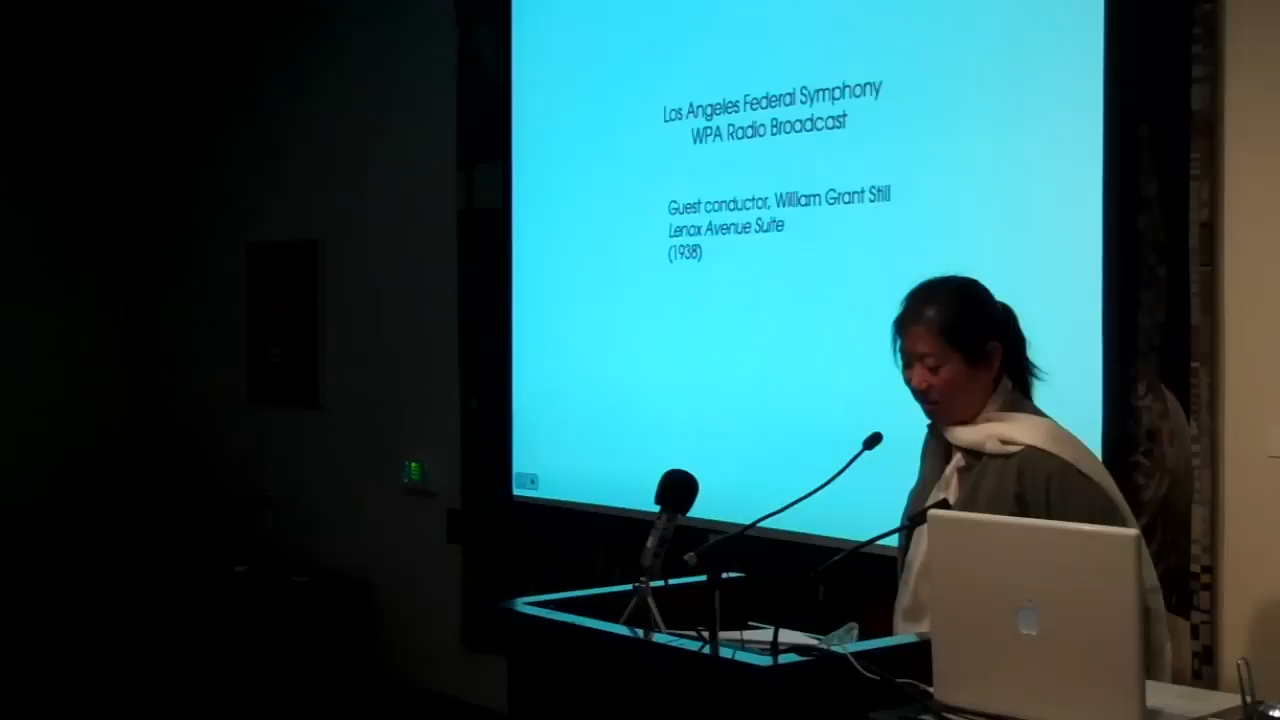 Los Angeles Federal Symphony
WPA Radio Broadcast
Guest conductor, William Grant Still
Lenox Avenue Suite
(1938)